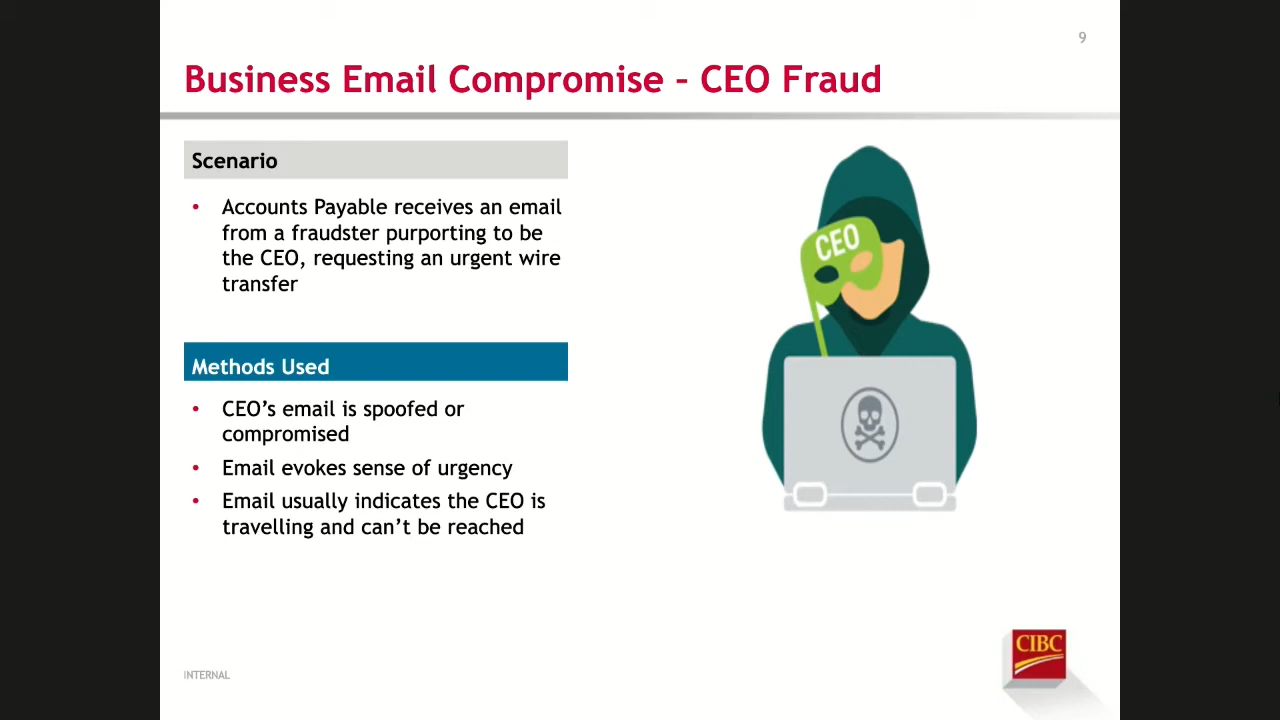 9
Business Email Compromise – CEO Fraud
Scenario
• Accounts Payable receives an email
from a fraudster purporting to be
the CEO, requesting an urgent wire
transfer
Methods Used
• CEO’s email is spoofed or
compromised
• Email evokes sense of urgency
• Email usually indicates the CEO is
travelling and can’t be reached
CEO
INTERNAL
CIBC